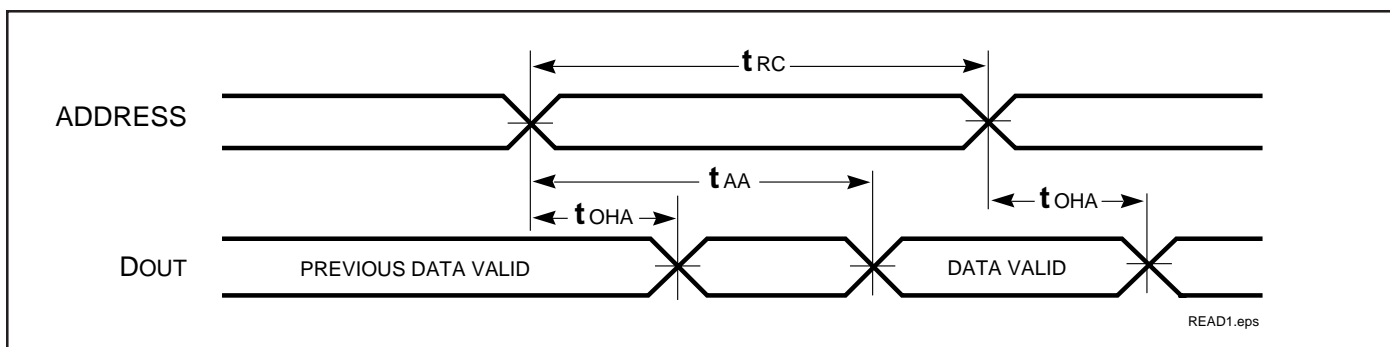 tRC
ADDRESS
tAA
tOHA
tOHA
DOUT
PREVIOUS DATA VALID
DATA VALID
READ1.eps